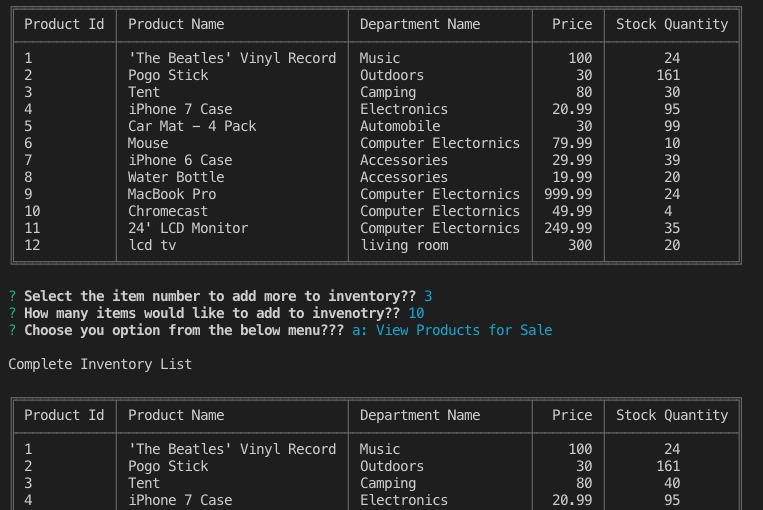 Product Id Product Name Department Name Price Stock Quantity
1 'The Beatles' Vinyl Record Music 100 24
2 Pogo Stick Outdoors 30 161
3 Tent Camping 80 30
4 iPhone 7 Case Electronics 20.99 95
5 Car Mat - 4 Pack Automobile 30 99
6 Mouse Computer Electornics 79.99 10
7 iPhone 6 Case Accessories 29.99 39
8 Water Bottle Accessories 19.99 20
9 MacBook Pro Computer Electornics 999.99 24
10 Chromecast Computer Electornics 49.99 4
11 24' LCD Monitor Computer Electornics 249.99 35
12 lcd tv living room 300 20
? Select the item number to add more to inventory?? 3
? How many items would like to add to invenotry?? 10
? Choose you option from the below menu??? a: View Products for Sale
Complete Inventory List
Product Id Product Name Department Name Price Stock Quantity
1 'The Beatles' Vinyl Record Music 100 24
2 Pogo Stick Outdoors 30 161
3 Tent Camping 80 40
4 iPhone 7 Case Electronics 20.99 95